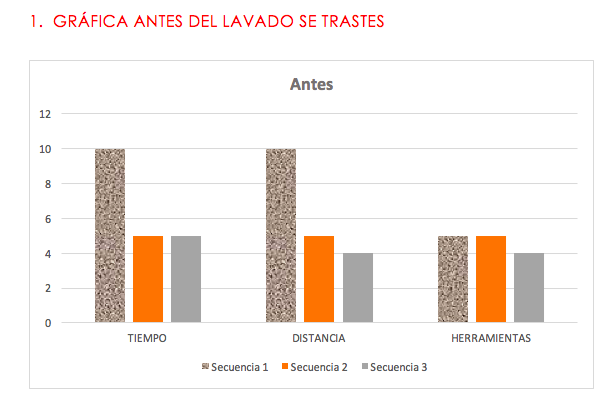 1. GRÁFICA ANTES DEL LAVADO SE TRASTES
Antes
12
10
8
6
4
2
0
TIEMPO DISTANCIA HERRAMIENTAS
Secuencia 1 Secuencia 2 Secuencia 3